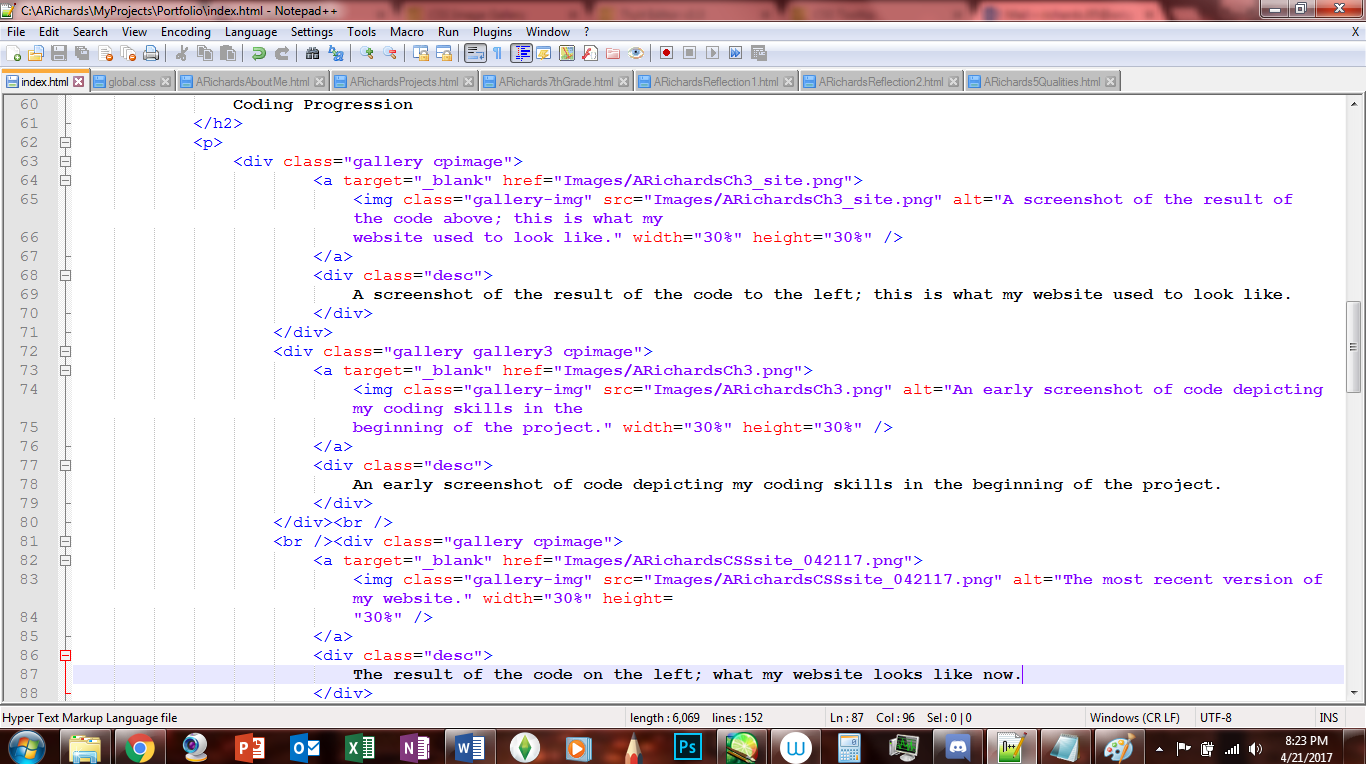 C:\ARichards\MyProjects\Portfolio\index.html - Notepad++
File Edit Search View Encoding Language Settings Tools Macro Run Plugins Window ? X
index.html global.css ARichardsAboutMe.html ARichardsProjects.html ARichards7thGrade.html ARichardsReflection1.html ARichardsReflection2.html ARichards5Qualities.html
60 Coding Progression
61 </h2>
62 <p>
63 <div class="gallery cpimage">
64 <a target="_blank" href="Images/ARichardsCh3_site.png">
65 <img class="gallery-img" src="Images/ARichardsCh3_site.png" alt="A screenshot of the result of
the code above; this is what my
66 website used to look like." width="30%" height="30%" />
67 </a>
68 <div class="desc">
69 A screenshot of the result of the code to the left; this is what my website used to look like.
70 </div>
71 </div>
72 <div class="gallery gallery3 cpimage">
73 <a target="_blank" href="Images/ARichardsCh3.png">
74 <img class="gallery-img" src="Images/ARichardsCh3.png" alt="An early screenshot of code depicting
my coding skills in the
75 beginning of the project." width="30%" height="30%" />
76 </a>
77 <div class="desc">
78 An early screenshot of code depicting my coding skills in the beginning of the project.
79 </div>
80 </div><br />
81 <br /><div class="gallery cpimage">
82 <a target="_blank" href="Images/ARichardsCSSsite_042117.png">
83 <img class="gallery-img" src="Images/ARichardsCSSsite_042117.png" alt="The most recent version of
my website." width="30%" height=
84 "30%" />
85 </a>
86 <div class="desc">
87 The result of the code on the left; what my website looks like now.
88 </div>
Hyper Text Markup Language file length : 6,069 lines : 152 Ln : 87 Col : 96 Sel : 0 | 0 Windows (CR LF) UTF-8 INS
8:23 PM
4/21/2017